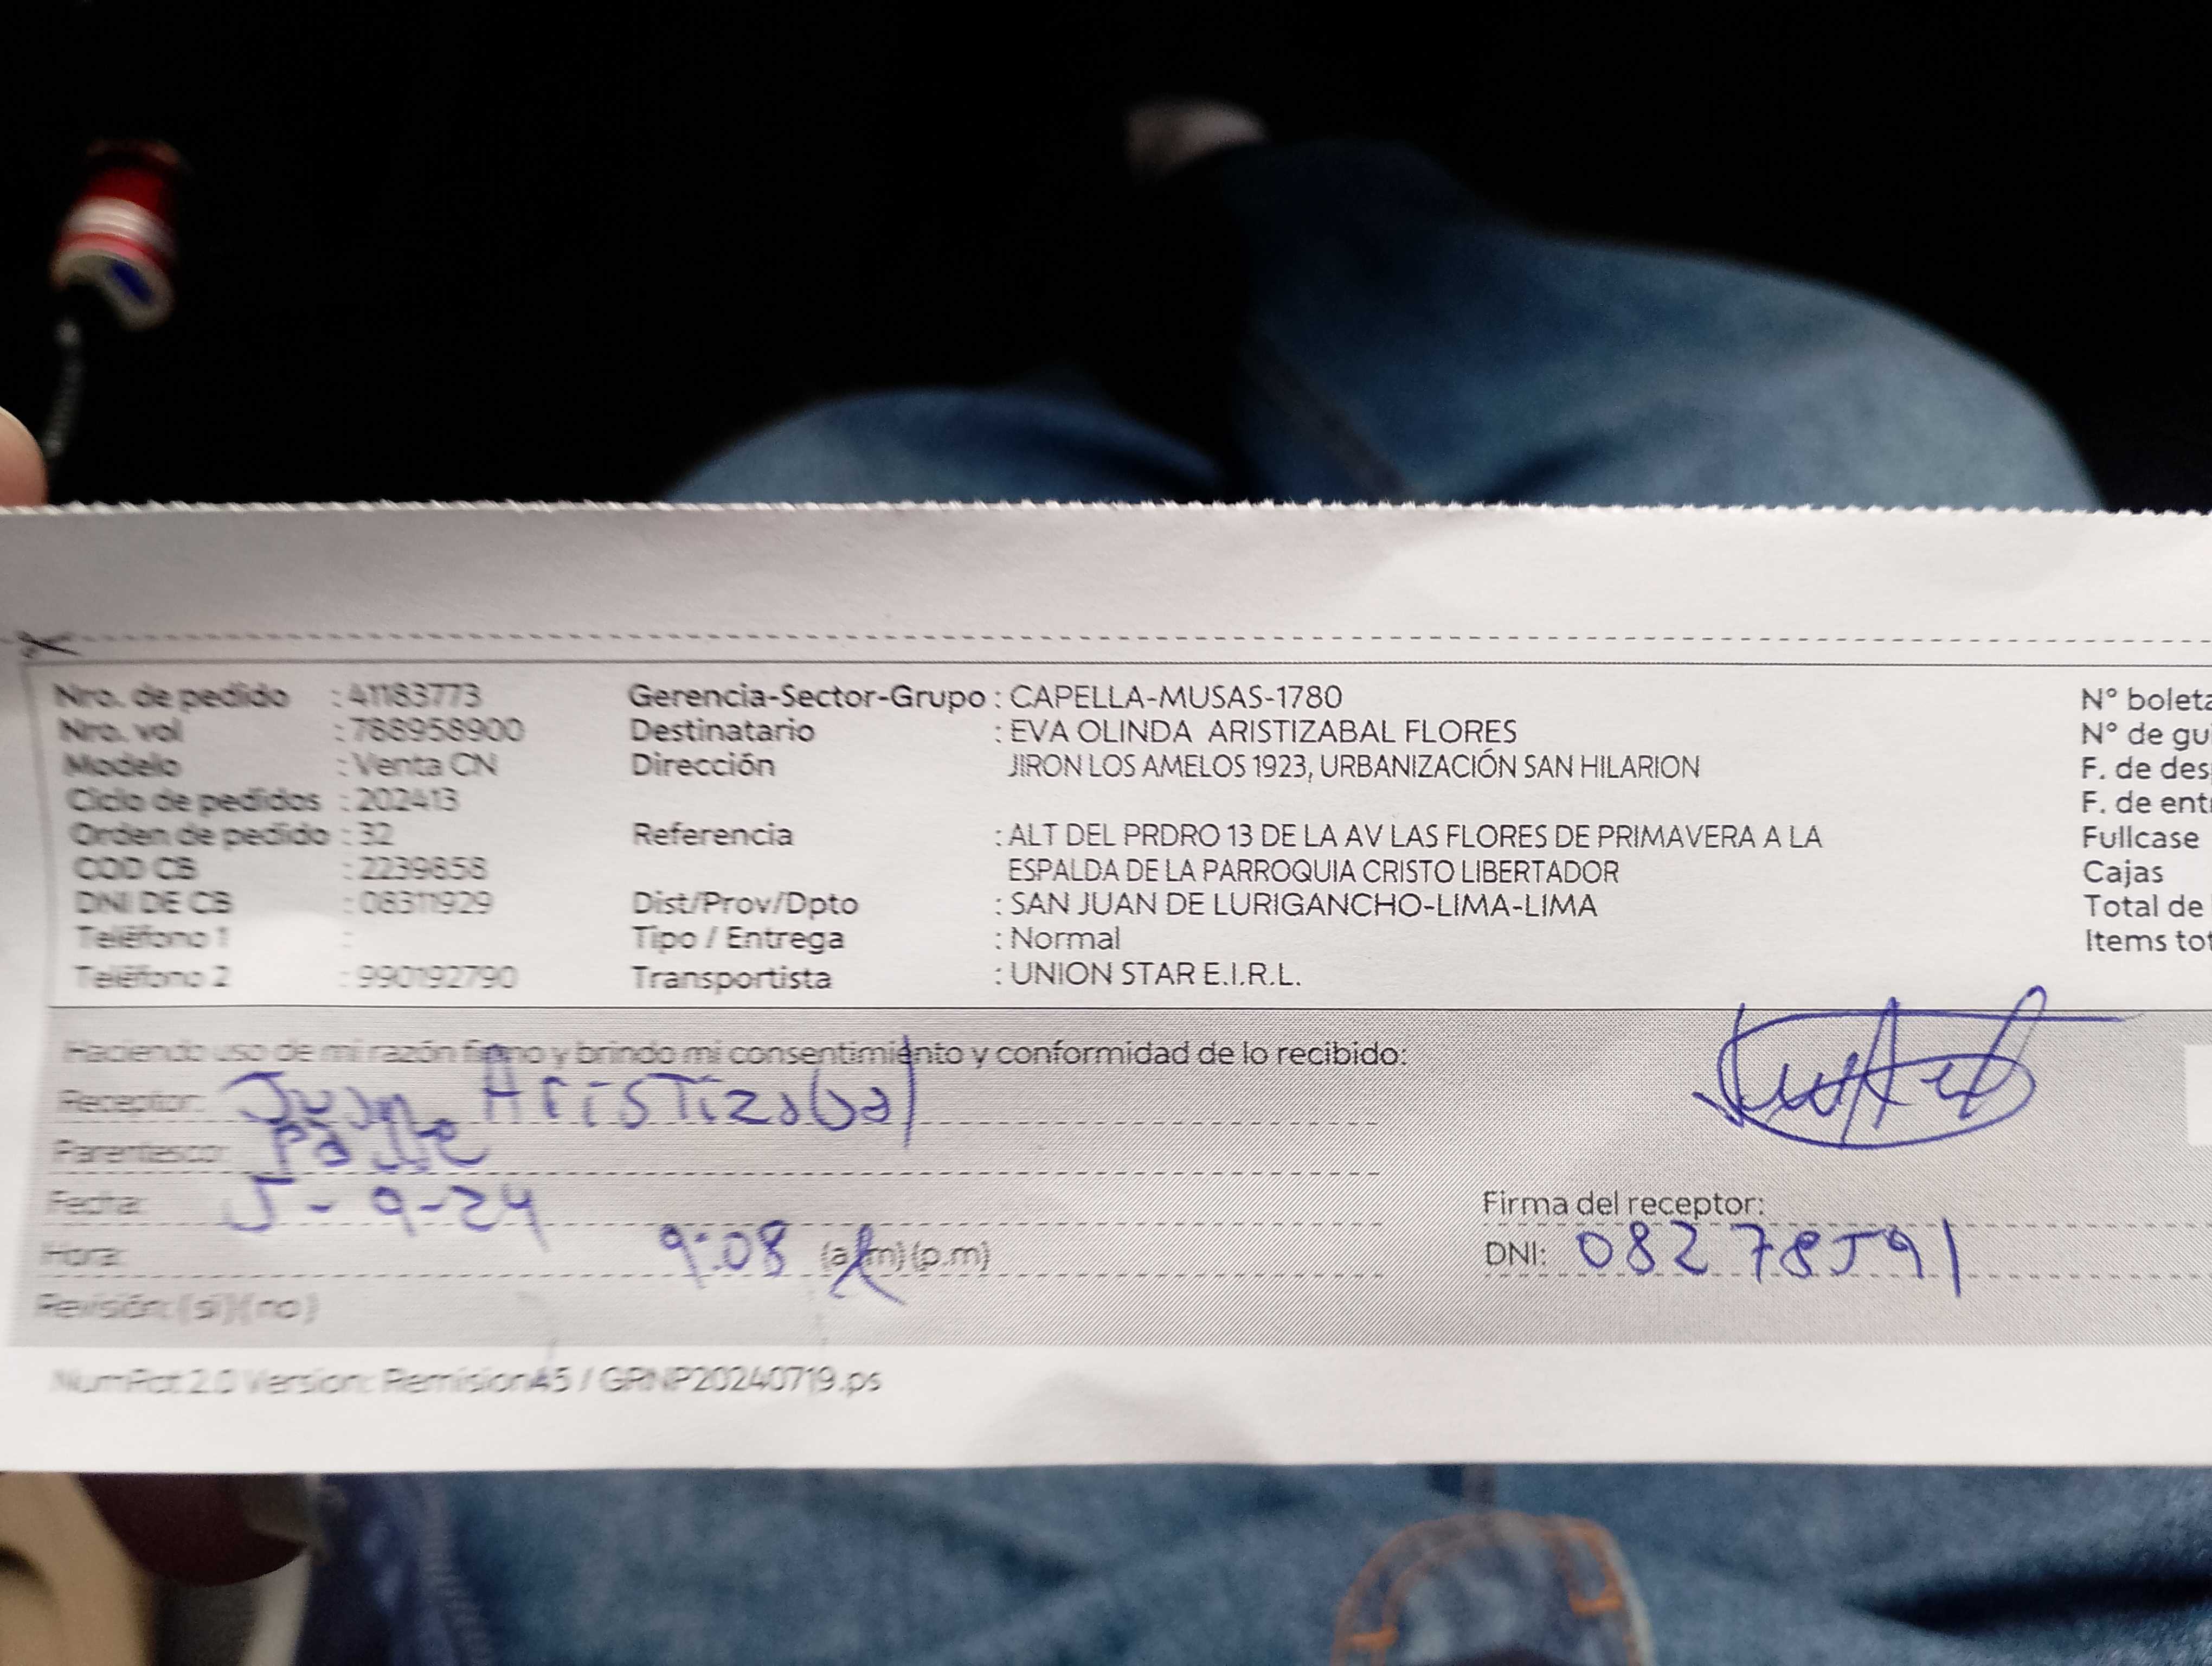 Nro. de pedido : 41183773 Gerencia-Sector-Grupo : CAPELLA-MUSAS-1780 N° boleta
Nro. vol : 788958900 Destinatario : EVA OLINDA ARISTIZABAL FLORES N° de gu
Modelo : Venta CN Dirección JIRON LOS AMELOS 1923, URBANIZACIÓN SAN HILARION F. de des
Ciclo de pedidos : 202413 F. de ent
Orden de pedido : 32 Referencia : ALT DEL PRDRO 13 DE LA AV LAS FLORES DE PRIMAVERA A LA Fullcase
COD CB : 2239858 ESPALDA DE LA PARROQUIA CRISTO LIBERTADOR Cajas
DNI DE CB : 08311929 Dist/Prov/Dpto : SAN JUAN DE LURIGANCHO-LIMA-LIMA Total de
Teléfono 1 : Tipo / Entrega : Normal Items tot
Teléfono 2 : 990192790 Transportista : UNION STAR E.I.R.L.
Haciendo uso de mi razón firmo y brindo mi consentimiento y conformidad de lo recibido:
Receptor: Juan Aristizabal
Parentesco: Padre
Fecha: 5-9-24 Firma del receptor:
Hora: 9:08 (a.m)(p.m) DNI: 08278591
Revisión: (si)(no)
NumPat 2.0 Version: Remision45 / GRNP20240719.ps